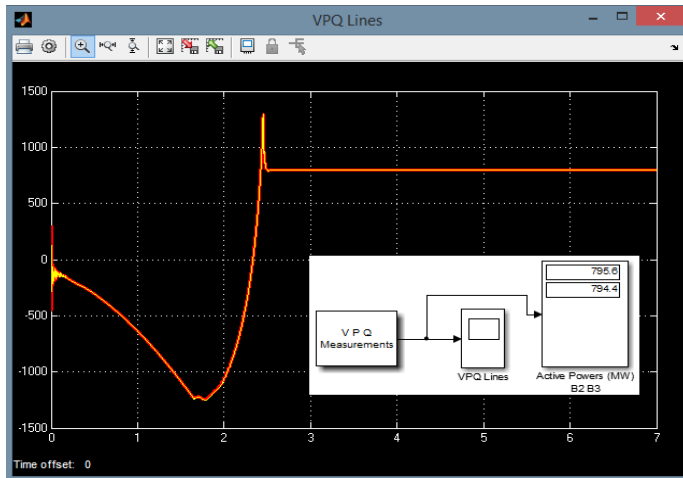 VPQ Lines
1500
1000
500
0
-500
-1000
-1500
0 1 2 3 4 5 6 7
Time offset: 0
V P Q
Measurements
VPQ Lines
795.6
794.4
Active Powers (MW)
B2 B3